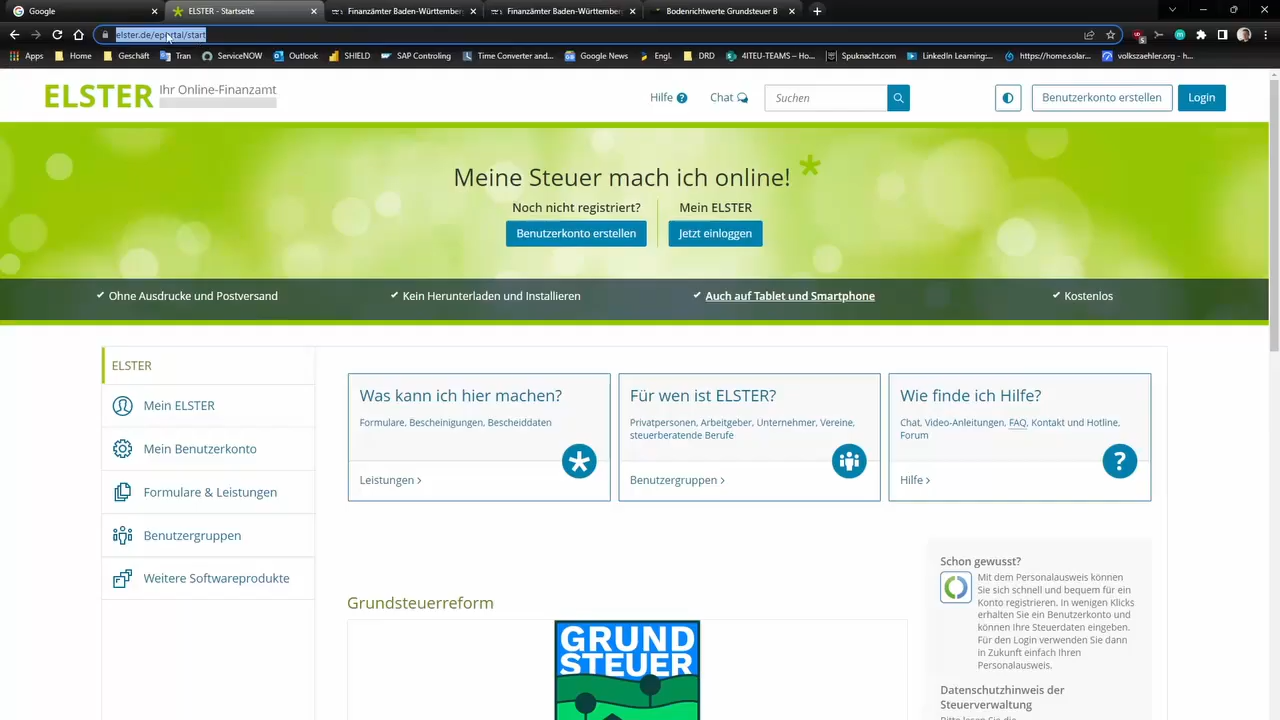 Google
ELSTER - Startseite
Finanzämter Baden-Württember
Finanzämter Baden-Württember
Bodenrichtwerte Grundsteuer B
elster.de/eportal/start
Apps
Home
Geschäft
Tran
ServiceNOW
Outlook
SHIELD
SAP Controling
Time Converter and...
Google News
Engl.
DRD
4ITEU-TEAMS - Ho...
Spuknacht.com
LinkedIn Learning:...
https://home.solar...
volkszaehler.org - h...
ELSTER
Ihr Online-Finanzamt
Hilfe ?
Chat
Suchen
Benutzerkonto erstellen
Login
Meine Steuer mach ich online! *
Noch nicht registriert?
Mein ELSTER
Benutzerkonto erstellen
Jetzt einloggen
Ohne Ausdrucke und Postversand
Kein Herunterladen und Installieren
Auch auf Tablet und Smartphone
Kostenlos
ELSTER
Mein ELSTER
Mein Benutzerkonto
Formulare & Leistungen
Benutzergruppen
Weitere Softwareprodukte
Was kann ich hier machen?
Formulare, Bescheinigungen, Bescheiddaten
Leistungen >
Für wen ist ELSTER?
Privatpersonen, Arbeitgeber, Unternehmer, Vereine,
steuerberatende Berufe
Benutzergruppen >
Wie finde ich Hilfe?
Chat, Video-Anleitungen, FAQ, Kontakt und Hotline,
Forum
?
Hilfe >
Grundsteuerreform
GRUND
STEUER
Schon gewusst?
Mit dem Personalausweis können
Sie sich schnell und bequem für ein
Konto registrieren. In wenigen Klicks
erhalten Sie ein Benutzerkonto und
können Ihre Steuerdaten eingeben.
Für den Login verwenden Sie dann
in Zukunft einfach Ihren
Personalausweis.
Datenschutzhinweis der
Steuerverwaltung